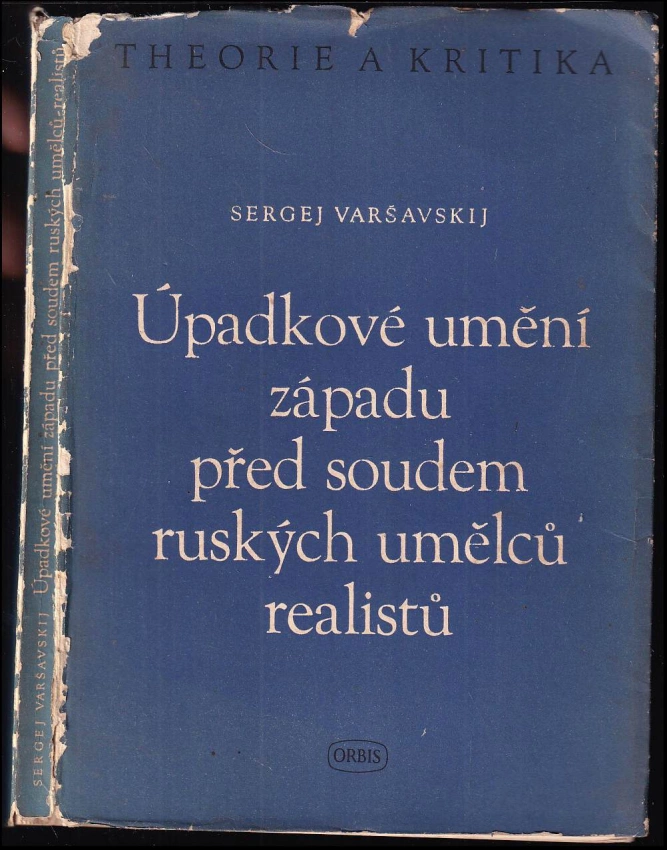 THEORIE A KRITIKA
SERGEJ VARŠAVSKIJ
Úpadkové umění
západu
před soudem
ruských umělců
realistů
ORBIS
SERGEJ VARŠAVSKIJ Úpadkové umění západu před soudem ruských umělců-realistů